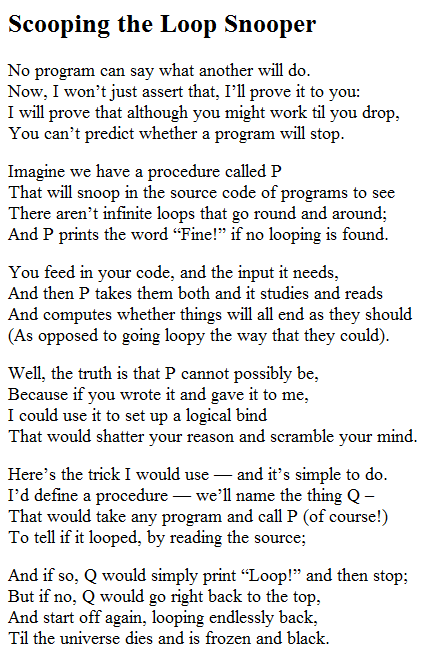 Scooping the Loop Snooper
No program can say what another will do.
Now, I won’t just assert that, I’ll prove it to you:
I will prove that although you might work til you drop,
You can’t predict whether a program will stop.
Imagine we have a procedure called P
That will snoop in the source code of programs to see
There aren’t infinite loops that go round and around;
And P prints the word “Fine!” if no looping is found.
You feed in your code, and the input it needs,
And then P takes them both and it studies and reads
And computes whether things will all end as they should
(As opposed to going loopy the way that they could).
Well, the truth is that P cannot possibly be,
Because if you wrote it and gave it to me,
I could use it to set up a logical bind
That would shatter your reason and scramble your mind.
Here’s the trick I would use — and it’s simple to do.
I’d define a procedure — we’ll name the thing Q –
That would take any program and call P (of course!)
To tell if it looped, by reading the source;
And if so, Q would simply print “Loop!” and then stop;
But if no, Q would go right back to the top,
And start off again, looping endlessly back,
Til the universe dies and is frozen and black.